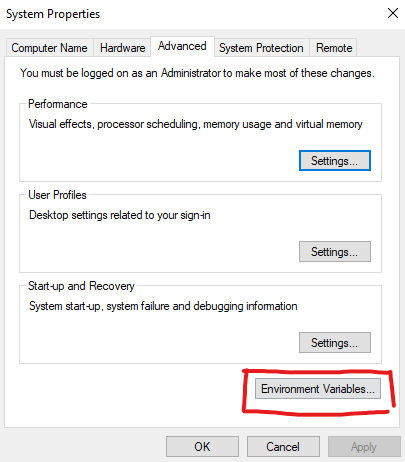 System Properties
Computer Name Hardware Advanced System Protection Remote
You must be logged on as an Administrator to make most of these changes.
Performance
Visual effects, processor scheduling, memory usage and virtual memory
Settings...
User Profiles
Desktop settings related to your sign-in
Settings...
Start-up and Recovery
System start-up, system failure and debugging information
Settings...
Environment Variables...
OK Cancel Apply